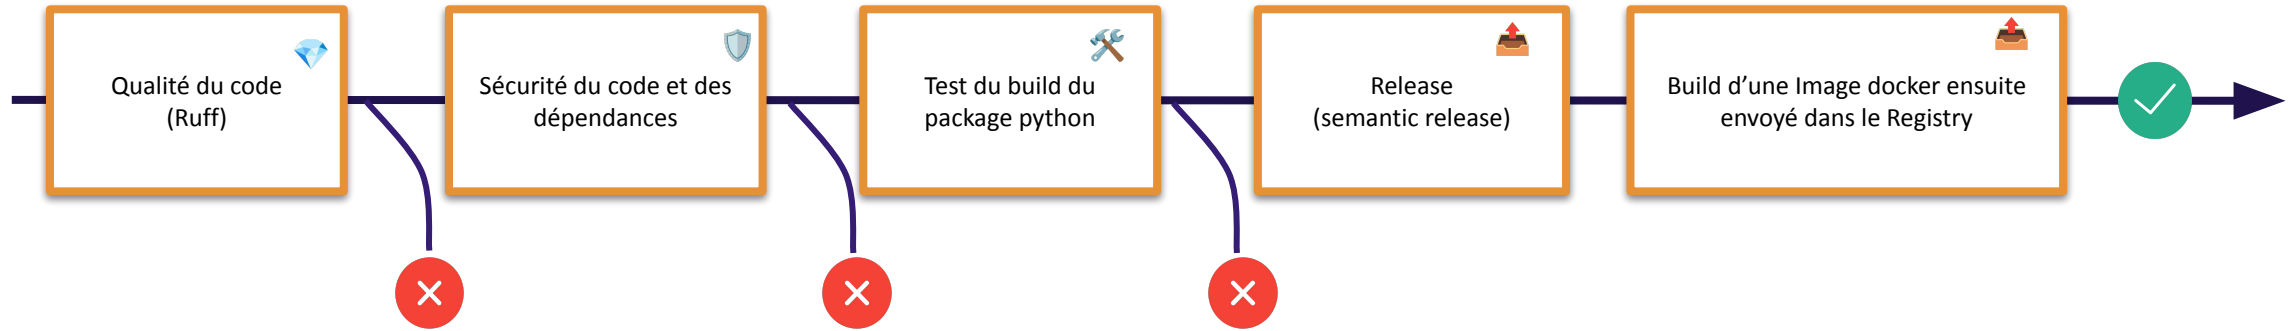 Qualité du code
(Ruff)
Sécurité du code et des
dépendances
Test du build du
package python
Release
(semantic release)
Build d’une Image docker ensuite
envoyé dans le Registry